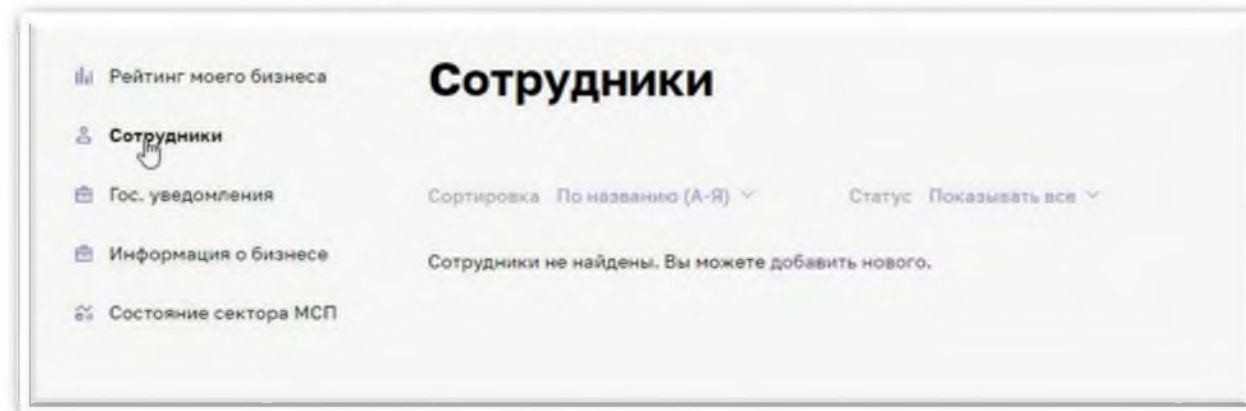 Рейтинг моего бизнеса
Сотрудники
Гос. уведомления
Информация о бизнесе
Состояние сектора МСП
Сотрудники
Сортировка По названию (А-Я)
Статус Показывать все
Сотрудники не найдены. Вы можете добавить нового.